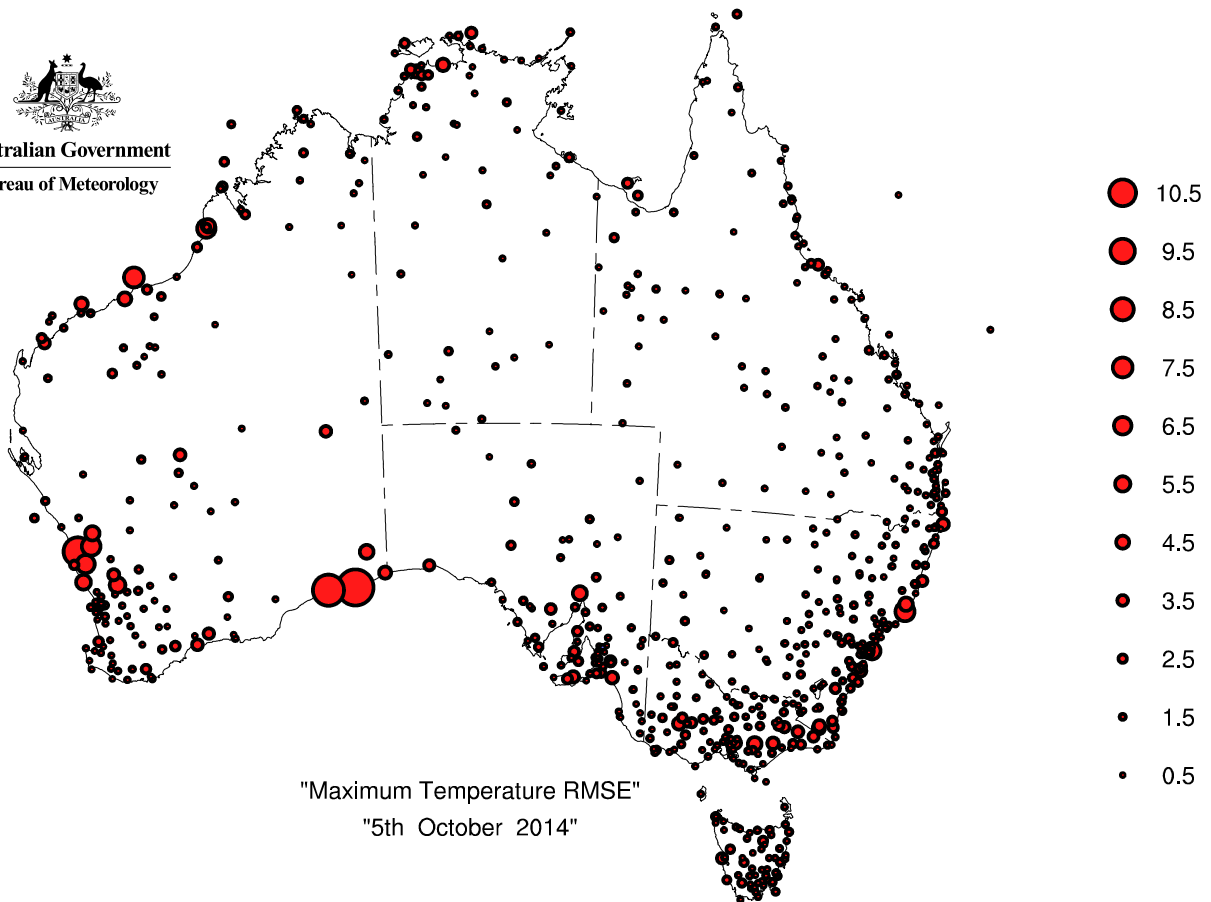 AUSTRALIA
tralian Government
reau of Meteorology
10.5
9.5
8.5
7.5
6.5
5.5
4.5
3.5
2.5
1.5
0.5
"Maximum Temperature RMSE"
"5th October 2014"